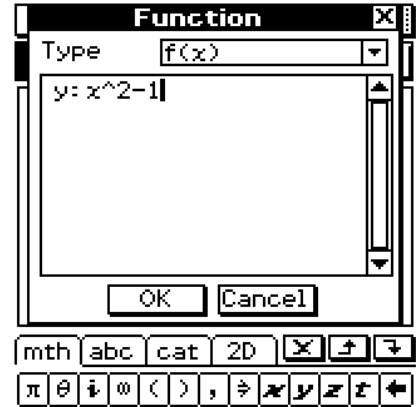 Function X
Type f(x)
y:x^2-1
OK Cancel
mth abc cat 2D
π θ i ∞ ( ) , ⇒ x y z t ←